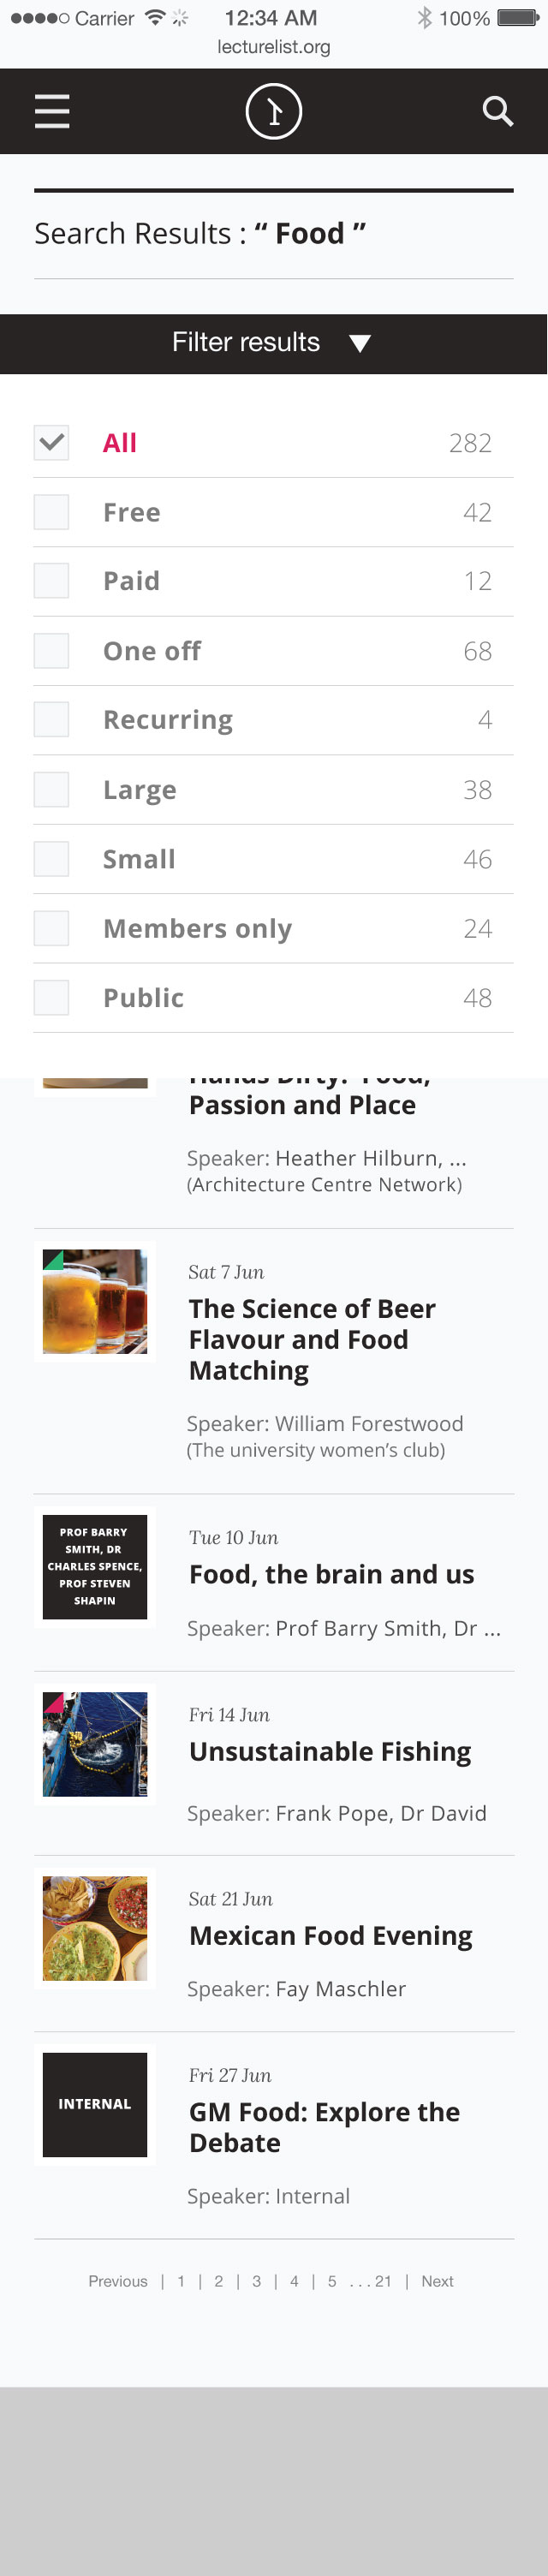 Carrier 12:34 AM 100%
lecturelist.org
Search Results : “ Food ”
Filter results
All 282
Free 42
Paid 12
One off 68
Recurring 4
Large 38
Small 46
Members only 24
Public 48
Hands Dirty: Food,
Passion and Place
Speaker: Heather Hilburn, ...
(Architecture Centre Network)
Sat 7 Jun
The Science of Beer
Flavour and Food
Matching
Speaker: William Forestwood
(The university women’s club)
PROF BARRY
SMITH, DR
CHARLES SPENCE,
PROF STEVEN
SHAPIN
Tue 10 Jun
Food, the brain and us
Speaker: Prof Barry Smith, Dr ...
Fri 14 Jun
Unsustainable Fishing
Speaker: Frank Pope, Dr David
Sat 21 Jun
Mexican Food Evening
Speaker: Fay Maschler
INTERNAL
Fri 27 Jun
GM Food: Explore the
Debate
Speaker: Internal
Previous | 1 | 2 | 3 | 4 | 5 . . . 21 | Next